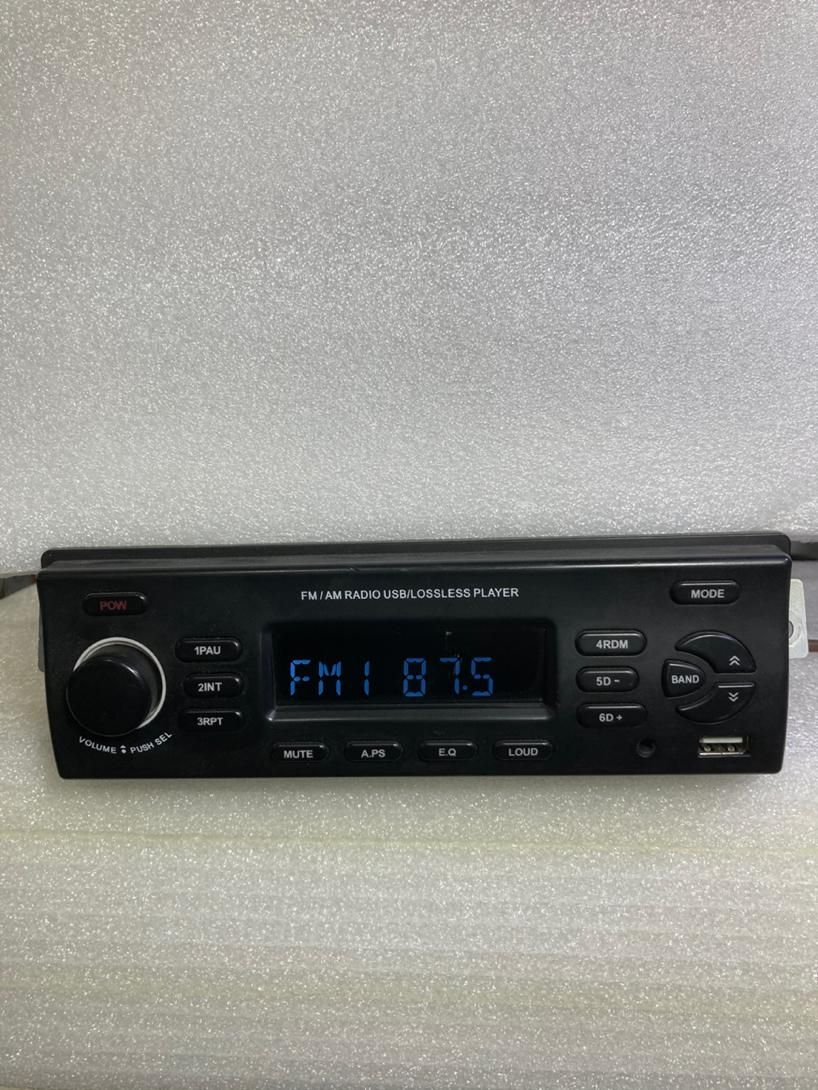 FM / AM RADIO USB/LOSSLESS PLAYER
POW
MODE
1PAU
2INT
3RPT
FM1 87.5
4RDM
5D -
6D +
BAND
VOLUME PUSH SEL
MUTE
A.PS
E.Q
LOUD